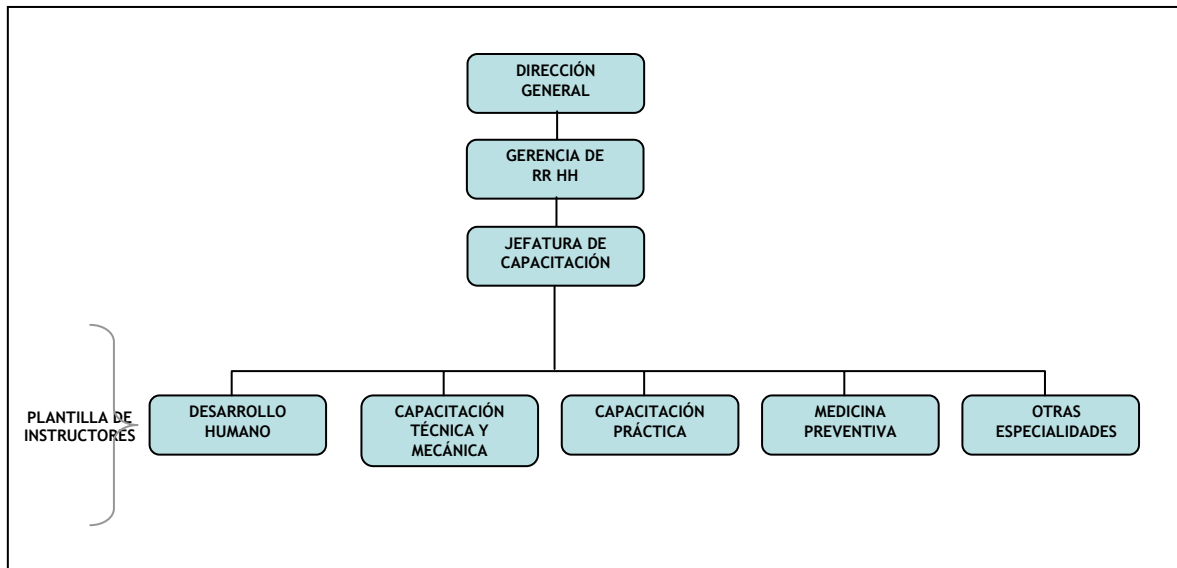 DIRECCIÓN
GENERAL
GERENCIA DE
RR HH
JEFATURA DE
CAPACITACIÓN
PLANTILLA DE
INSTRUCTORES
DESARROLLO
HUMANO
CAPACITACIÓN
TÉCNICA Y
MECÁNICA
CAPACITACIÓN
PRÁCTICA
MEDICINA
PREVENTIVA
OTRAS
ESPECIALIDADES